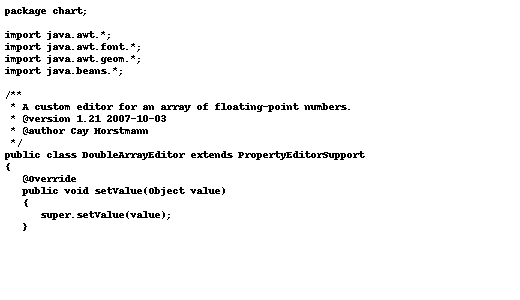 package chart;

import java.awt.*;
import java.awt.font.*;
import java.awt.geom.*;
import java.beans.*;

/**
 * A custom editor for an array of floating-point numbers.
 * @version 1.21 2007-10-03
 * @author Cay Horstmann
 */
public class DoubleArrayEditor extends PropertyEditorSupport
{
   @Override
   public void setValue(Object value)
   {
      super.setValue(value);
   }